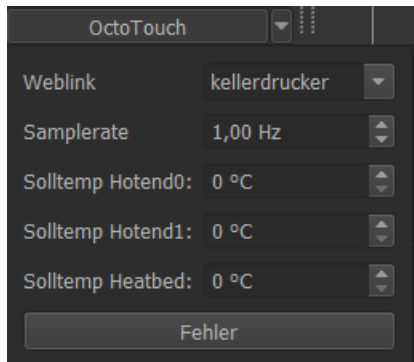 OctoTouch
Weblink kellerdrucker
Samplerate 1,00 Hz
Solltemp Hotend0: 0 °C
Solltemp Hotend1: 0 °C
Solltemp Heatbed: 0 °C
Fehler